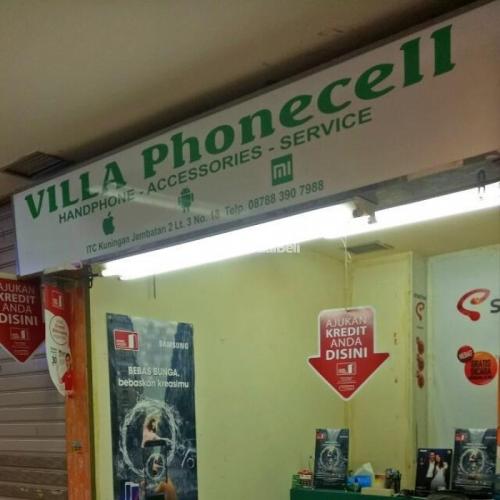 VILLA Phonecell
HANDPHONE - ACCESSORIES - SERVICE
mi
ITC Kuningan Jembatan 2 Lt. 3 No. 18 Telp. 08788 390 7988
AJUKAN
KREDIT
ANDA
DISINI
AJUKAN
KREDIT
ANDA
DISINI
SAMSUNG
BEBAS BUNGA,
bebaskan kreasimu